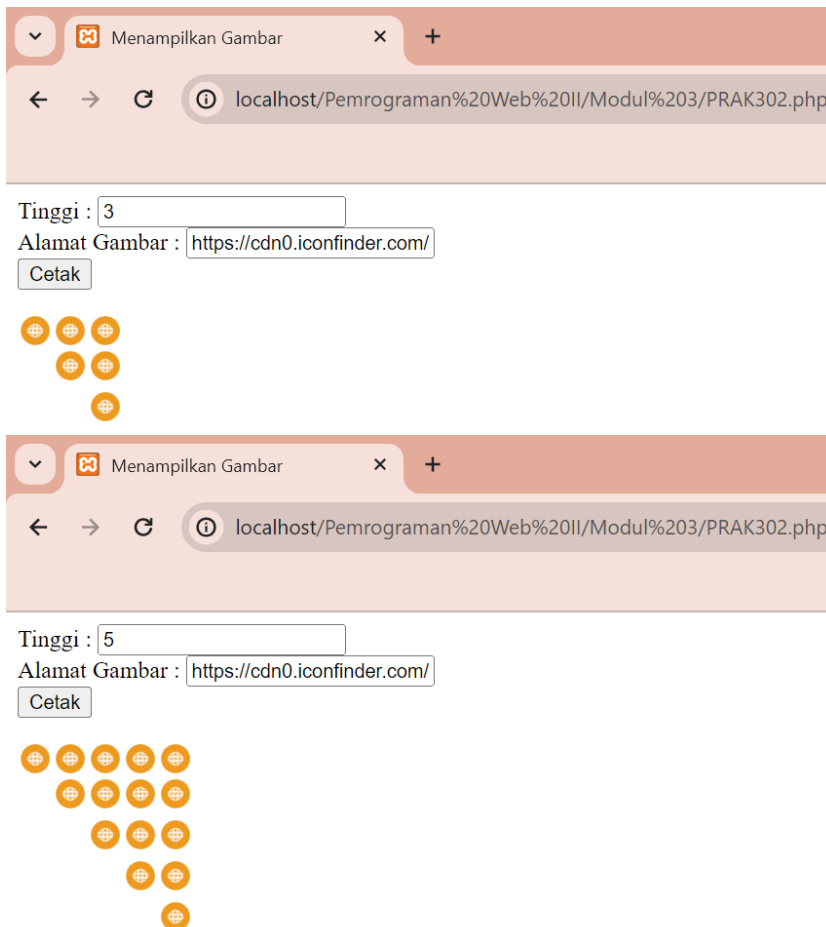 Menampilkan Gambar
localhost/Pemrograman%20Web%20II/Modul%203/PRAK302.php
Tinggi : 3
Alamat Gambar : https://cdn0.iconfinder.com/
Cetak
Menampilkan Gambar
localhost/Pemrograman%20Web%20II/Modul%203/PRAK302.php
Tinggi : 5
Alamat Gambar : https://cdn0.iconfinder.com/
Cetak